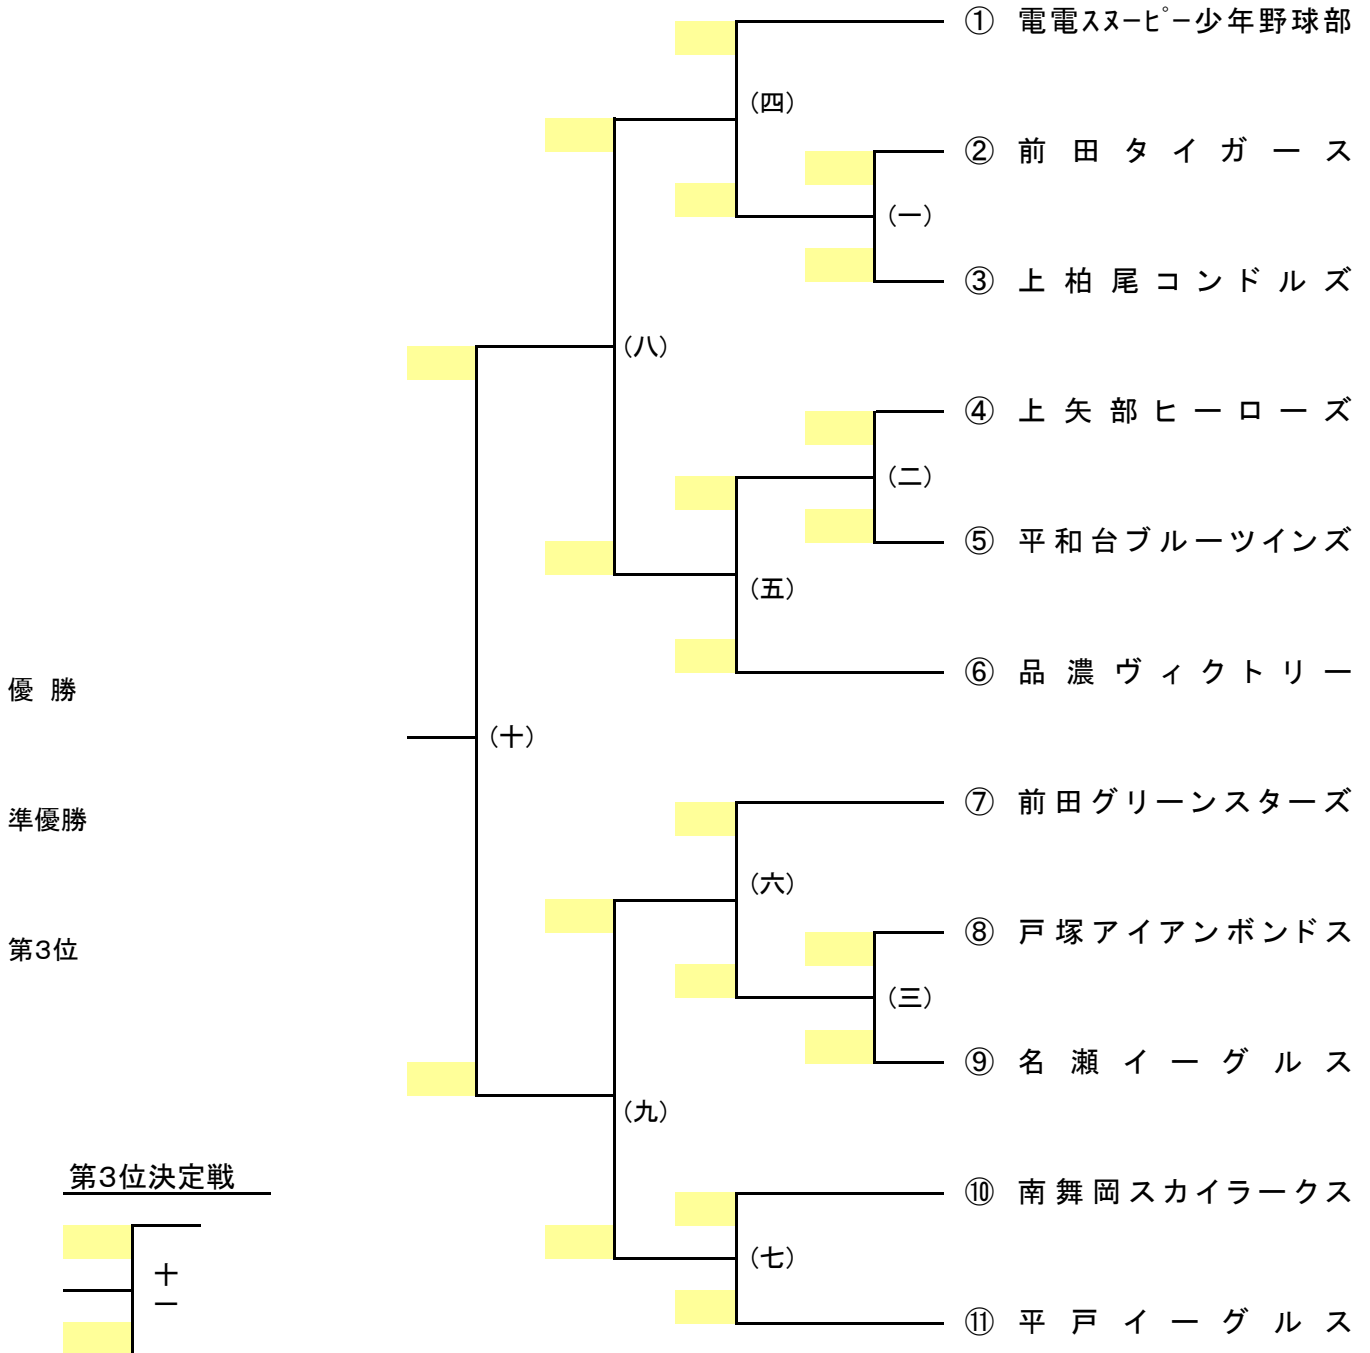 ① 電電スヌーピー少年野球部
（四）
② 前田タイガース
（一）
③ 上柏尾コンドルズ
（八）
④ 上矢部ヒーローズ
（二）
⑤ 平和台ブルーツインズ
（五）
⑥ 品濃ヴィクトリー
優 勝
（十）
⑦ 前田グリーンスターズ
準優勝
（六）
⑧ 戸塚アイアンボンドス
第3位
（三）
⑨ 名瀬イーグルス
（九）
第3位決定戦
⑩ 南舞岡スカイラークス
（七）
十一
⑪ 平戸イーグルス